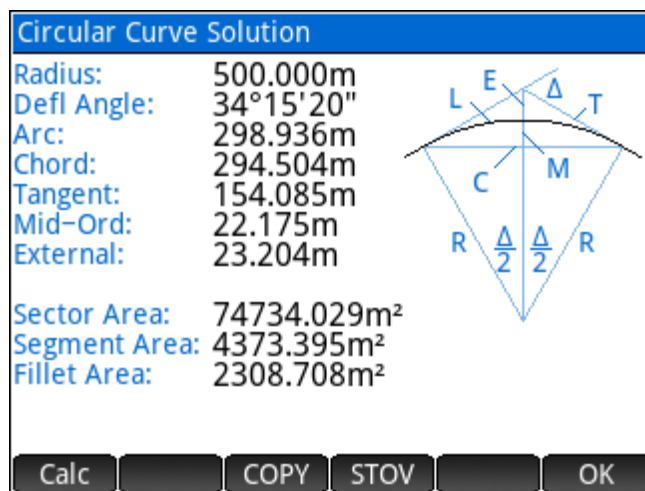 Circular Curve Solution
Radius: 500.000m
Defl Angle: 34°15'20"
Arc: 298.936m
Chord: 294.504m
Tangent: 154.085m
Mid-Ord: 22.175m
External: 23.204m
Sector Area: 74734.029m²
Segment Area: 4373.395m²
Fillet Area: 2308.708m²
E Δ
L T
C M
R Δ/2 Δ/2 R
Calc COPY STOV OK